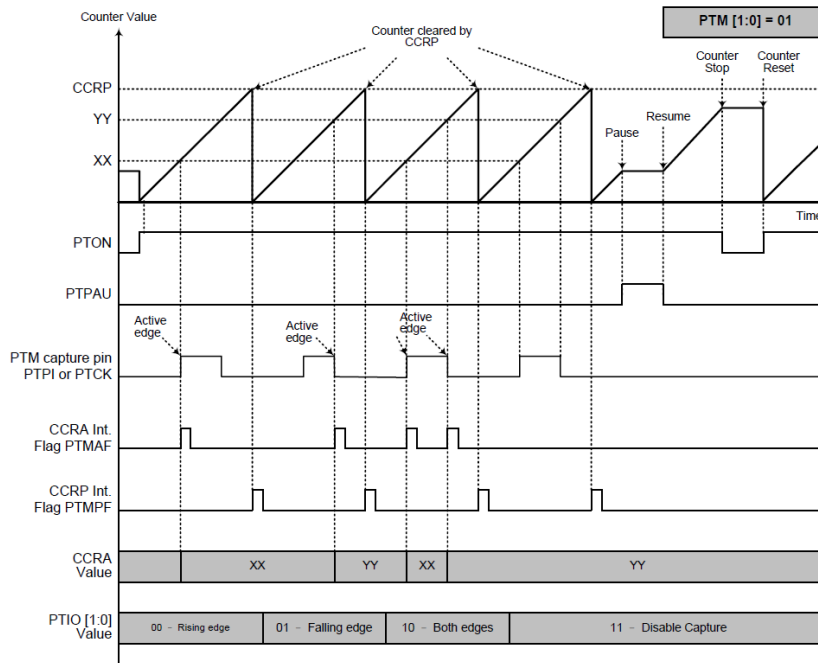 Counter Value
PTM [1:0] = 01
Counter cleared by
CCRP
Counter
Stop
Counter
Reset
CCRP
YY
Pause
Resume
XX
Time
PTON
PTPAU
Active
edge
Active
edge
Active
edge
PTM capture pin
PTPI or PTCK
CCRA Int.
Flag PTMAF
CCRP Int.
Flag PTMPF
CCRA
Value
XX
YY
XX
YY
PTIO [1:0]
Value
00 - Rising edge
01 - Falling edge
10 - Both edges
11 - Disable Capture